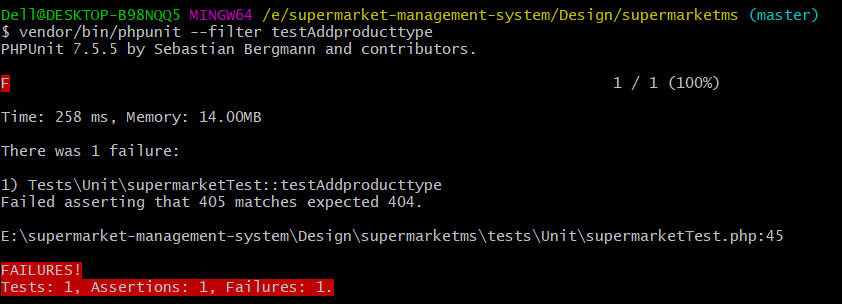 Dell@DESKTOP-B98NQQ5 MINGW64 /e/supermarket-management-system/Design/supermarketms (master)
$ vendor/bin/phpunit --filter testAddproducttype
PHPUnit 7.5.5 by Sebastian Bergmann and contributors.
F 1 / 1 (100%)
Time: 258 ms, Memory: 14.00MB
There was 1 failure:
1) Tests\Unit\supermarketTest::testAddproducttype
Failed asserting that 405 matches expected 404.
E:\supermarket-management-system\Design\supermarketms\tests\Unit\supermarketTest.php:45
FAILURES!
Tests: 1, Assertions: 1, Failures: 1.